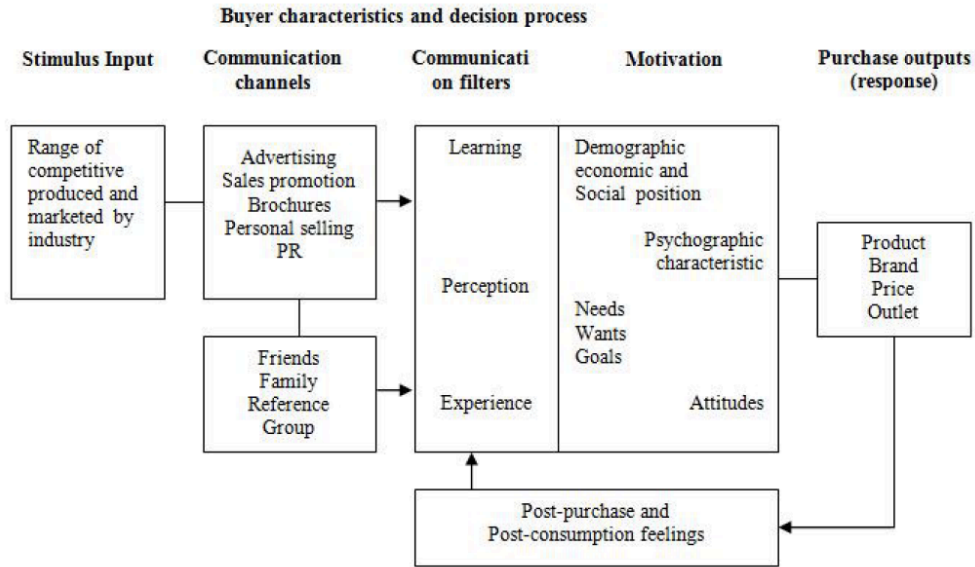 Buyer characteristics and decision process
Stimulus Input
Communication
channels
Communicati
on filters
Motivation
Purchase outputs
(response)
Range of
competitive
produced and
marketed by
industry
Advertising
Sales promotion
Brochures
Personal selling
PR
Friends
Family
Reference
Group
Learning
Perception
Experience
Demographic
economic and
Social position
Psychographic
characteristic
Needs
Wants
Goals
Attitudes
Product
Brand
Price
Outlet
Post-purchase and
Post-consumption feelings